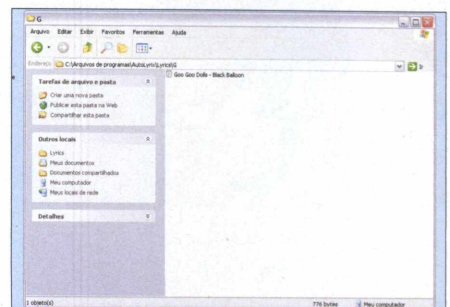 G
Arquivo Editar Exibir Favoritos Ferramentas Ajuda
Endereço C:\Arquivos de programas\AutoLyrix\Lyrics\G
Tarefas de arquivo e pasta
Criar uma nova pasta
Publicar esta pasta na Web
Compartilhar esta pasta
Outros locais
Lyrics
Meus documentos
Documentos compartilhados
Meu computador
Meus locais de rede
Detalhes
Goo Goo Dolls - Black Balloon
1 objeto(s) 776 bytes Meu computador